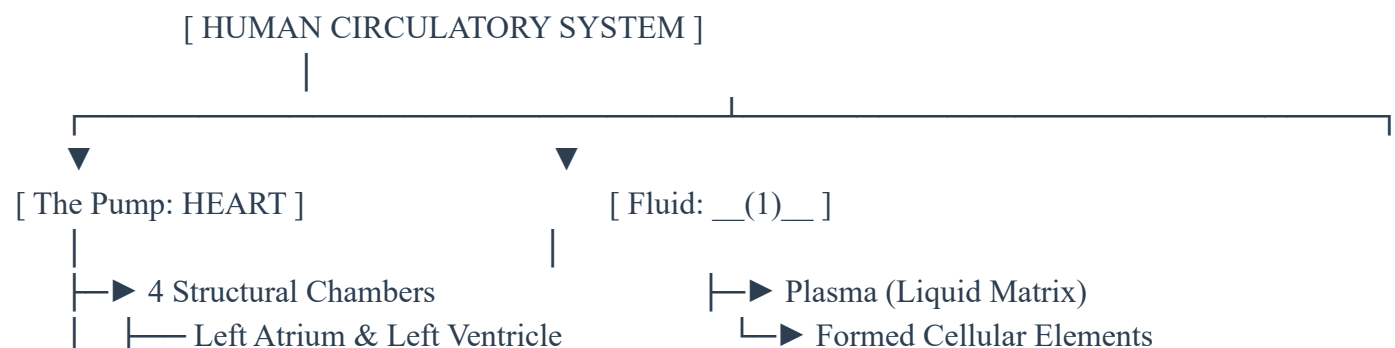 [ HUMAN CIRCULATORY SYSTEM ]
[ The Pump: HEART ] [ Fluid: __(1)__ ]
4 Structural Chambers Plasma (Liquid Matrix)
Left Atrium & Left Ventricle Formed Cellular Elements